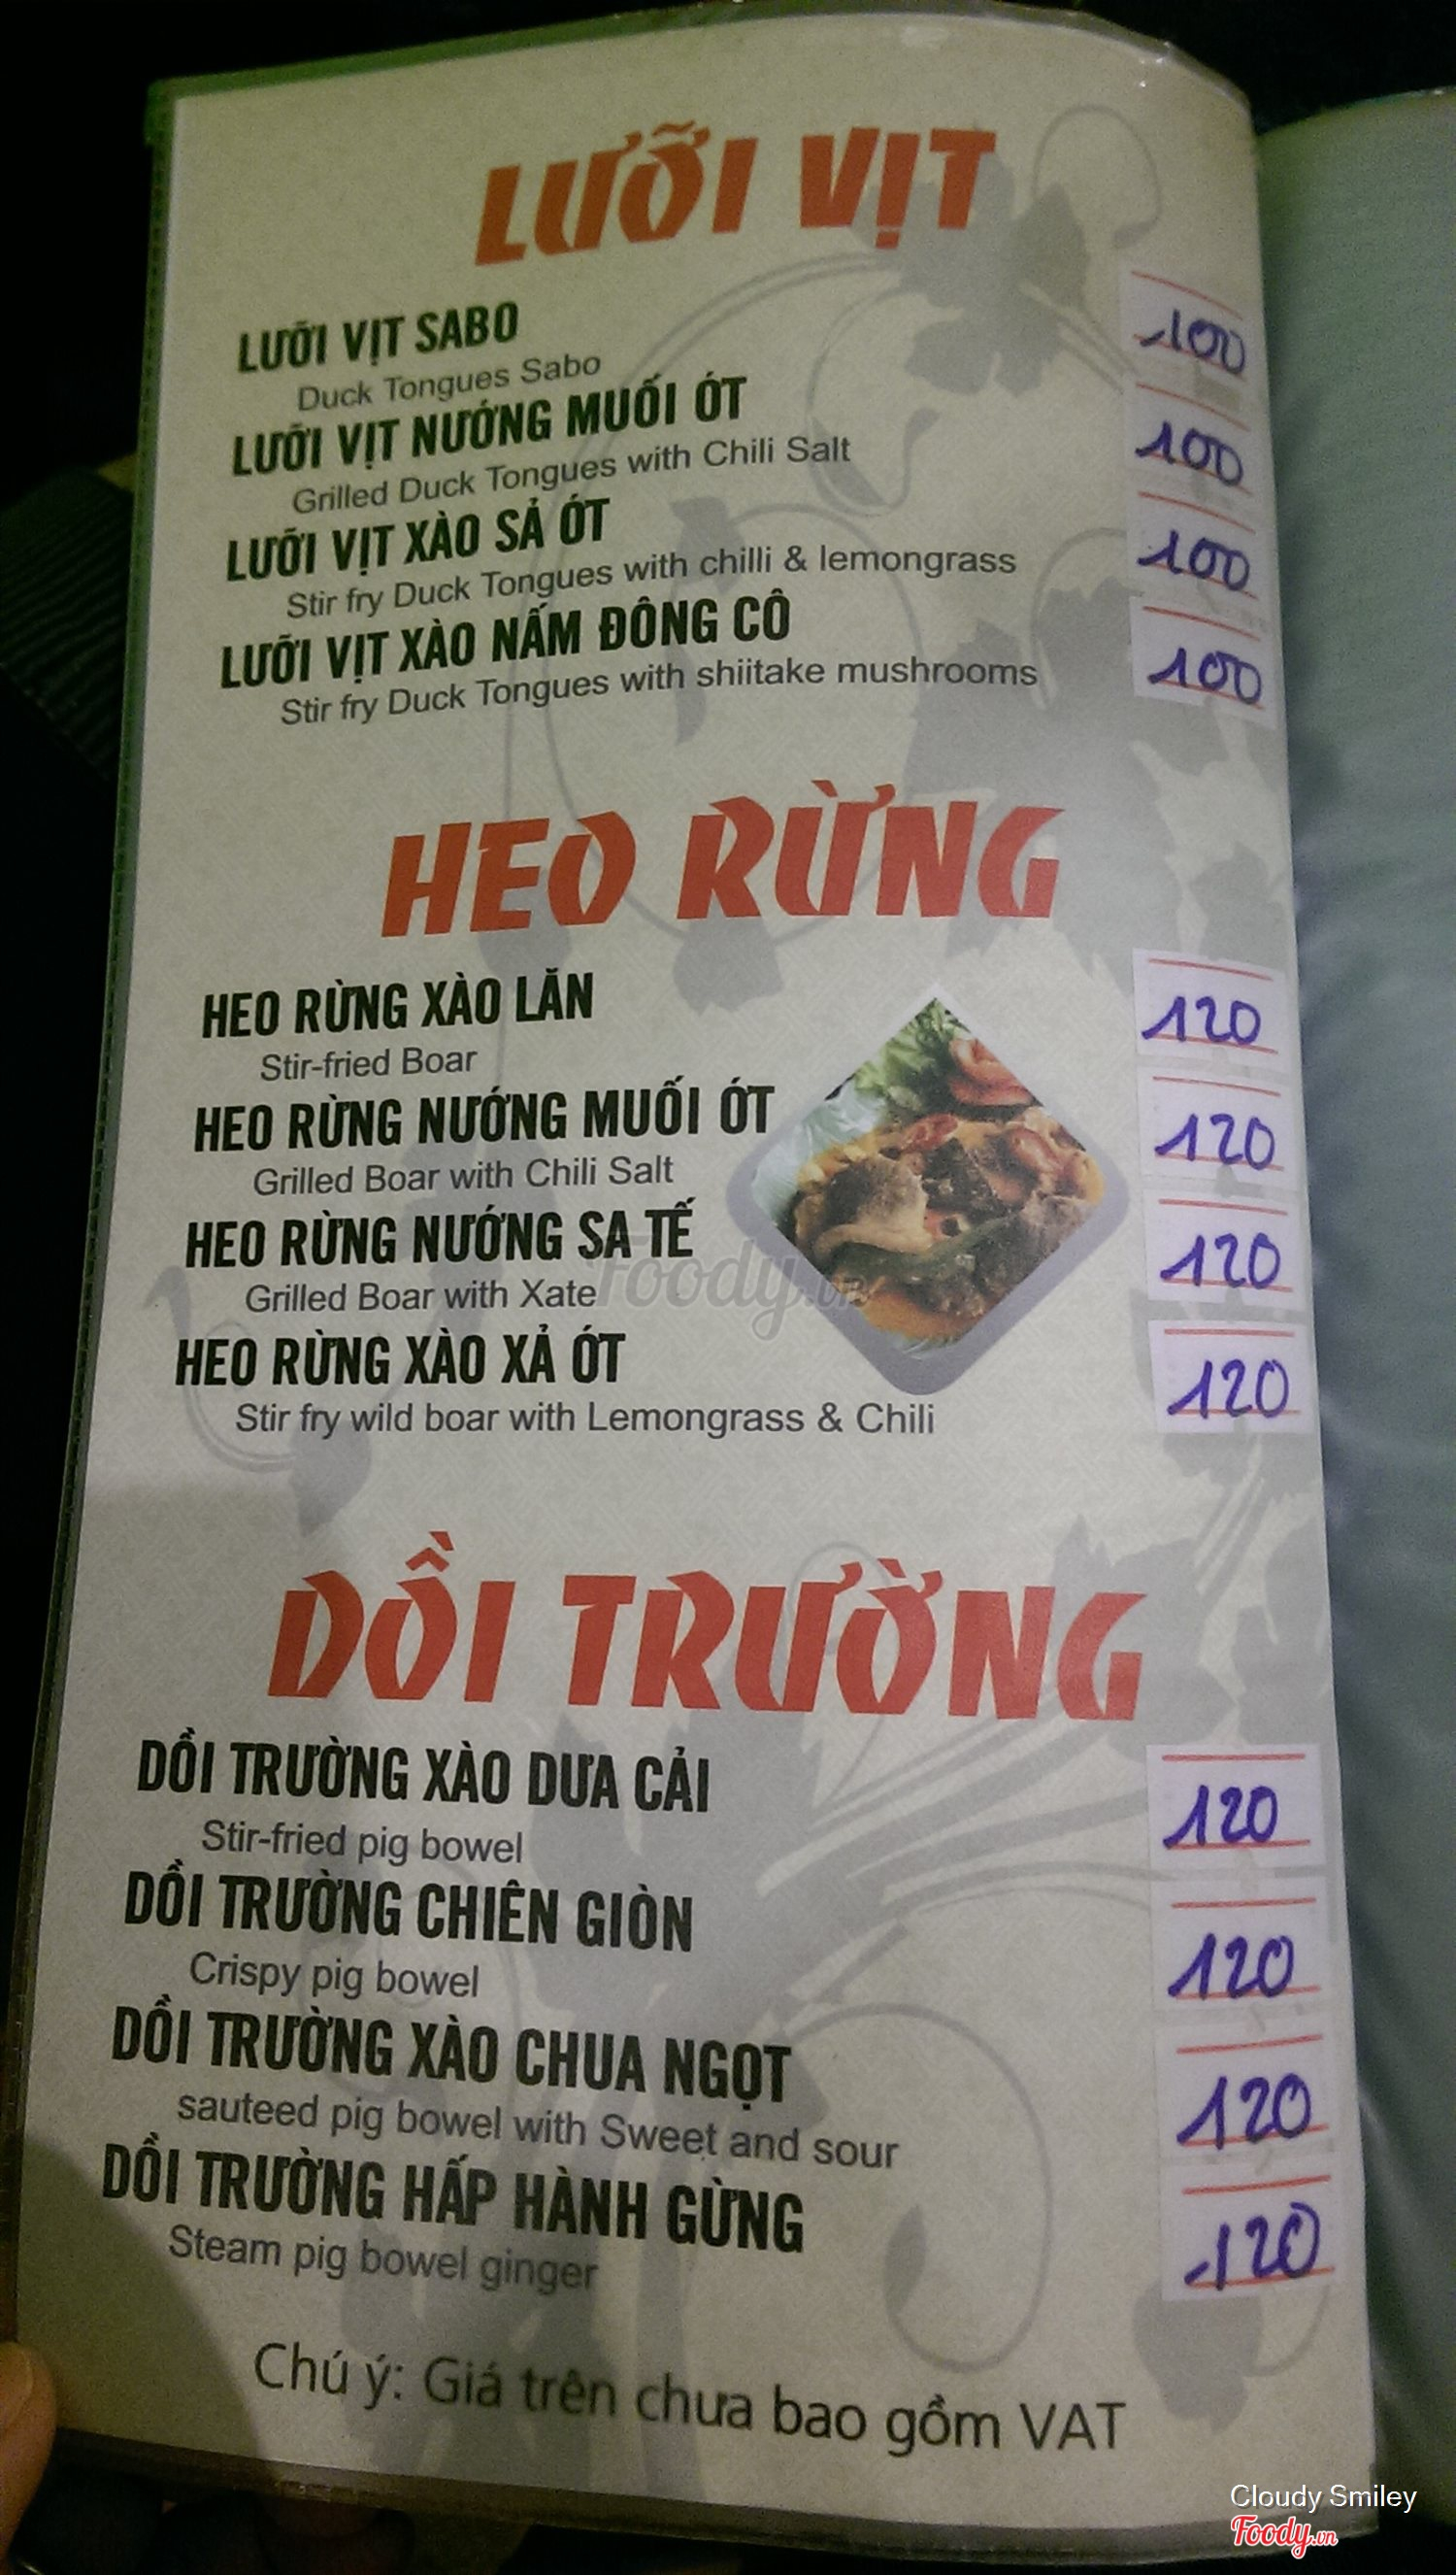 LƯỠI VỊT
LƯỠI VỊT SABO 100
Duck Tongues Sabo
LƯỠI VỊT NƯỚNG MUỐI ỚT 100
Grilled Duck Tongues with Chili Salt
LƯỠI VỊT XÀO SẢ ỚT 100
Stir fry Duck Tongues with chilli & lemongrass
LƯỠI VỊT XÀO NẤM ĐÔNG CÔ 100
Stir fry Duck Tongues with shiitake mushrooms
HEO RỪNG
HEO RỪNG XÀO LĂN 120
Stir-fried Boar
HEO RỪNG NƯỚNG MUỐI ỚT 120
Grilled Boar with Chili Salt
HEO RỪNG NƯỚNG SA TẾ 120
Grilled Boar with Xate
Foody.vn
HEO RỪNG XÀO XẢ ỚT 120
Stir fry wild boar with Lemongrass & Chili
DỒI TRƯỜNG
DỒI TRƯỜNG XÀO DƯA CẢI 120
Stir-fried pig bowel
DỒI TRƯỜNG CHIÊN GIÒN 120
Crispy pig bowel
DỒI TRƯỜNG XÀO CHUA NGỌT 120
sauteed pig bowel with Sweet and sour
DỒI TRƯỜNG HẤP HÀNH GỪNG 120
Steam pig bowel ginger
Chú ý: Giá trên chưa bao gồm VAT
Cloudy Smiley
Foody.vn